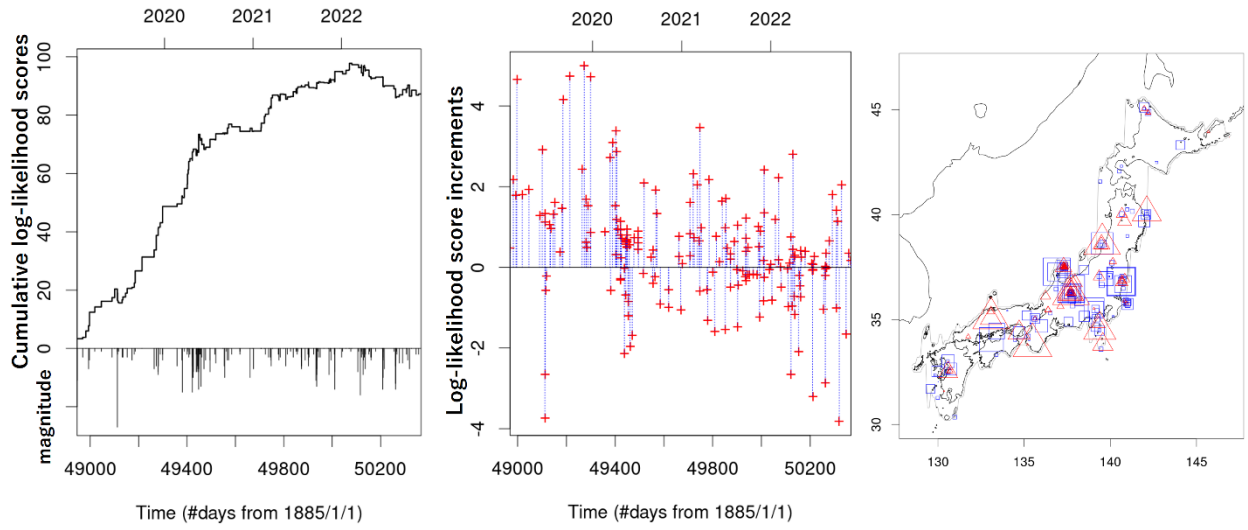 2020 2021 2022
Cumulative log-likelihood scores
100
80
60
40
20
0
magnitude
49000 49400 49800 50200
Time (#days from 1885/1/1)
2020 2021 2022
Log-likelihood score increments
4
2
0
-2
-4
49000 49400 49800 50200
Time (#days from 1885/1/1)
45
40
35
30
130 135 140 145